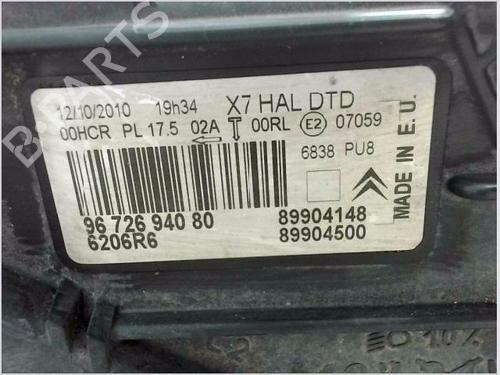 B-PARTS
12/10/2010 19h34 X7 HAL DTD
00HCR PL 17.5 02A 00RL E2 07059
6838 PU8
MADE IN E.U.
96 726 940 80 89904148
6206R6 89904500